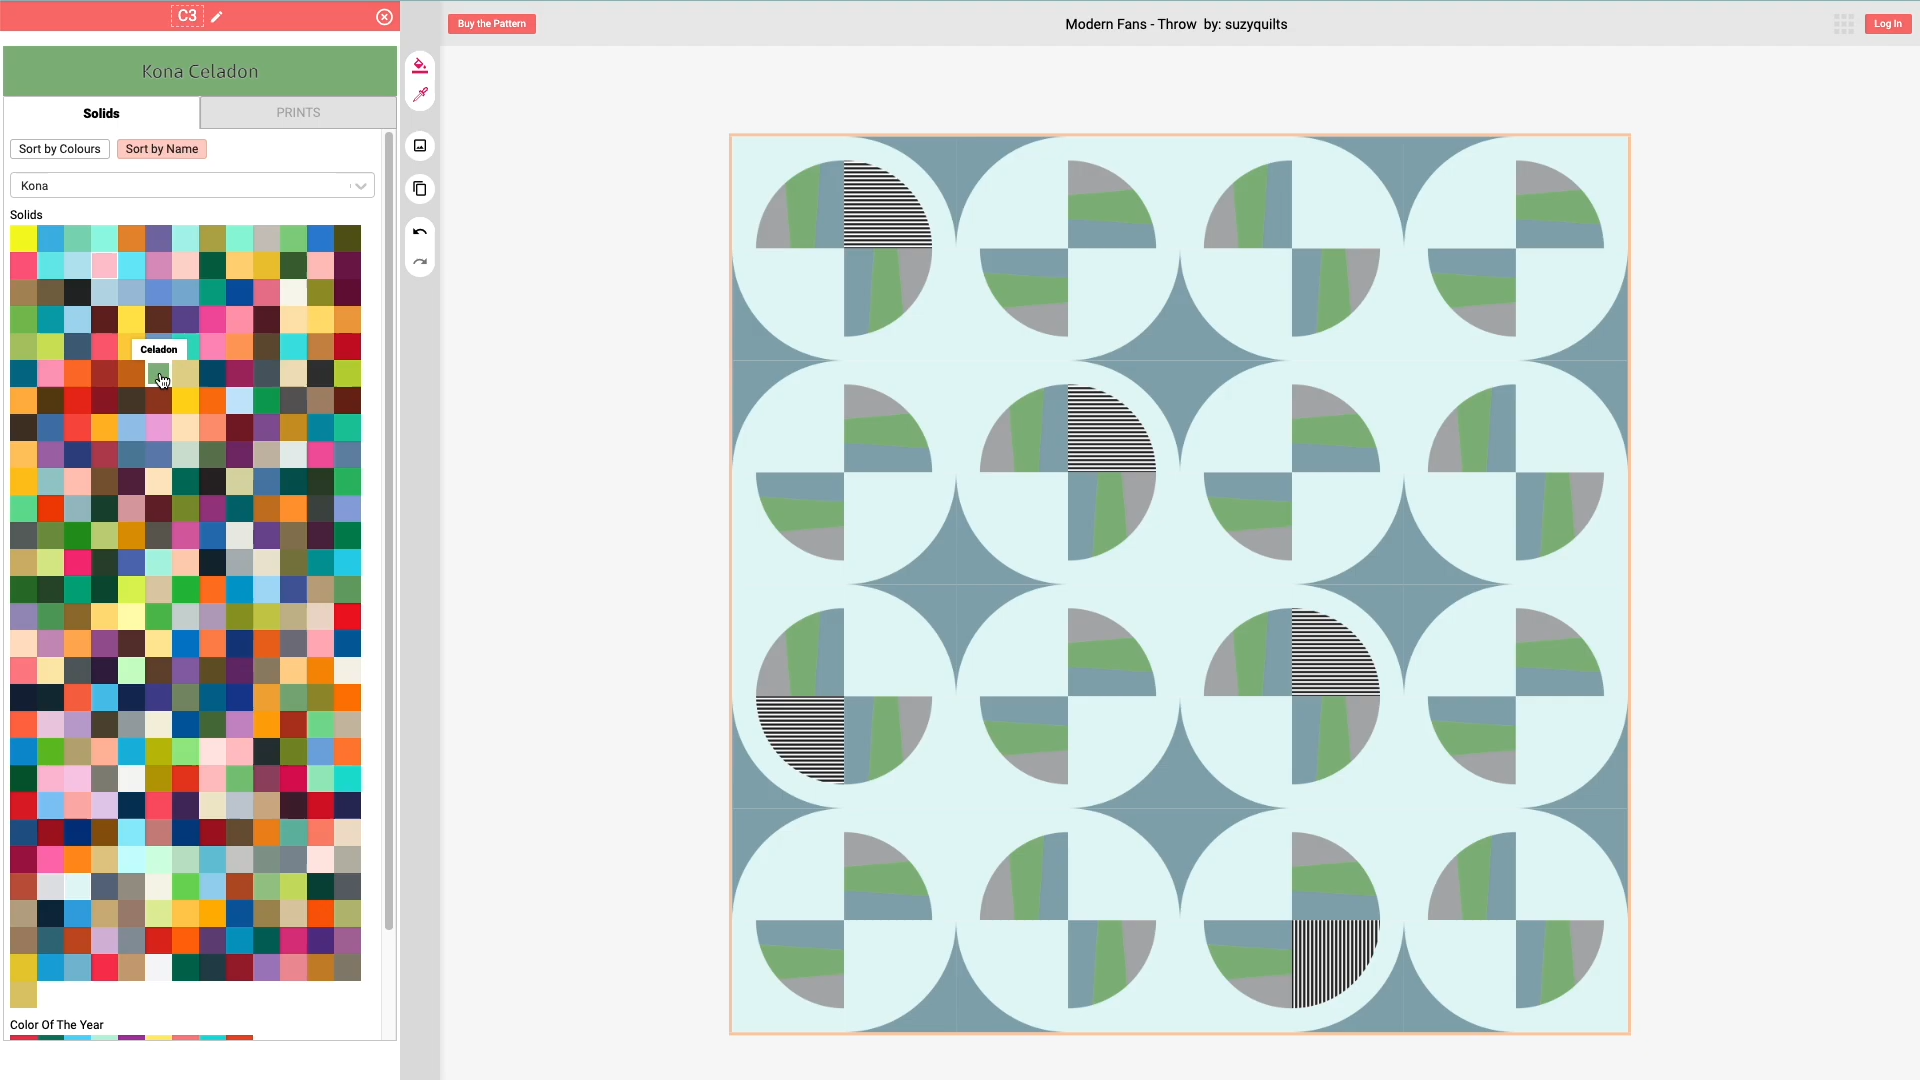 C3
Buy the Pattern
Modern Fans - Throw by: suzyquilts
Log In
Kona Celadon
Solids
PRINTS
Sort by Colours
Sort by Name
Kona
Solids
Celadon
Color Of The Year